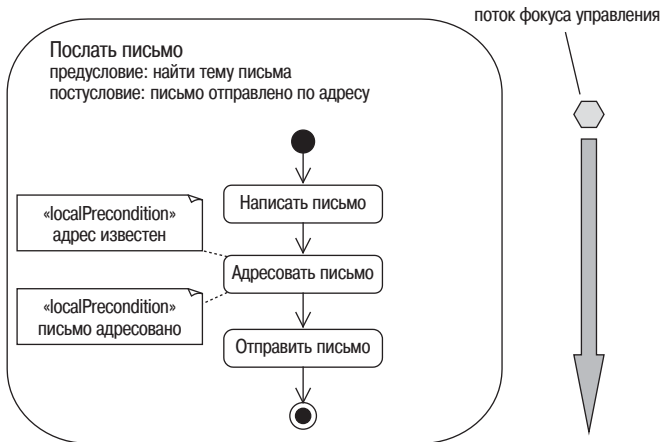 поток фокуса управления
Послать письмо
предусловие: найти тему письма
постусловие: письмо отправлено по адресу
Написать письмо
«localPrecondition»
адрес известен
Адресовать письмо
«localPrecondition»
письмо адресовано
Отправить письмо